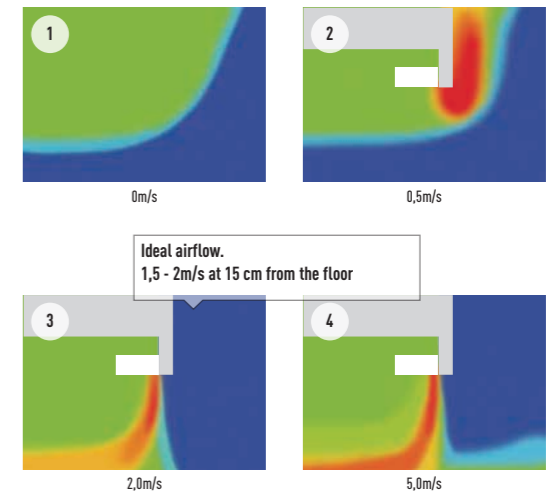 1
2
0m/s
0,5m/s
Ideal airflow.
1,5 - 2m/s at 15 cm from the floor
3
4
2,0m/s
5,0m/s